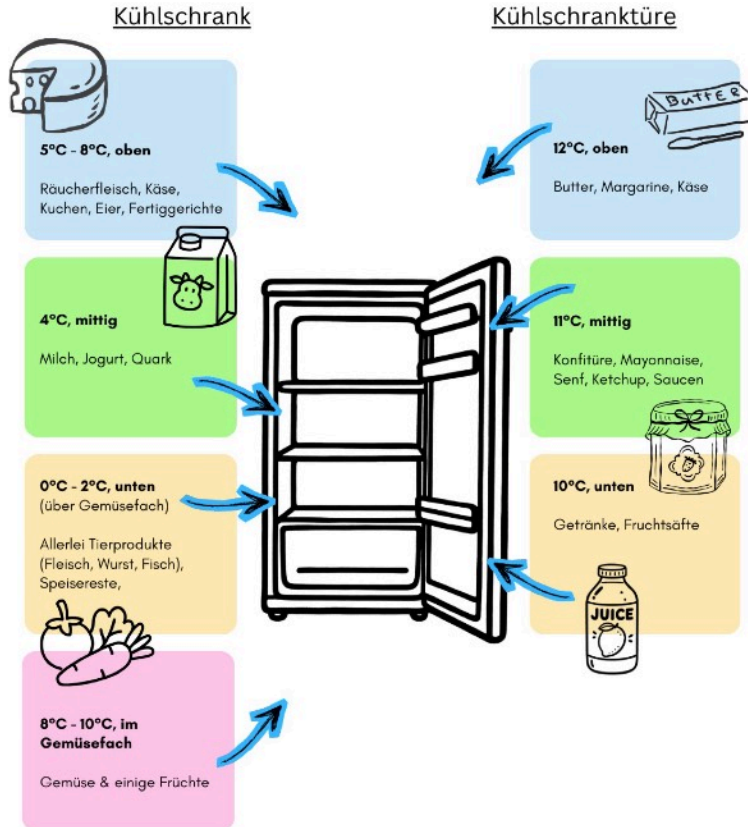 Kühlschrank
Kühlschranktüre
5°C - 8°C, oben
Räucherfleisch, Käse,
Kuchen, Eier, Fertiggerichte
BUTTER
12°C, oben
Butter, Margarine, Käse
4°C, mittig
Milch, Jogurt, Quark
11°C, mittig
Konfitüre, Mayonnaise,
Senf, Ketchup, Saucen
0°C - 2°C, unten
(über Gemüsefach)
Allerlei Tierprodukte
(Fleisch, Wurst, Fisch),
Speisereste,
10°C, unten
Getränke, Fruchtsäfte
JUICE
8°C - 10°C, im
Gemüsefach
Gemüse & einige Früchte